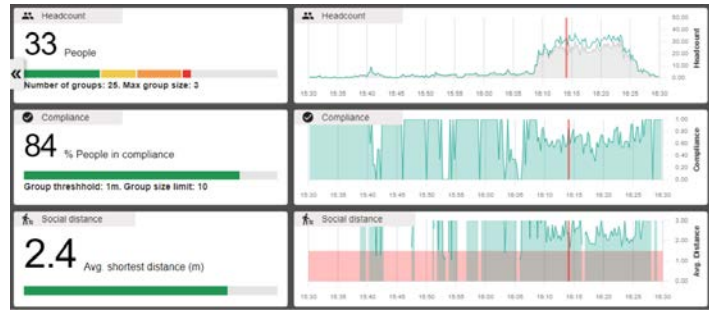 Headcount
33 People
Number of groups: 25. Max group size: 3
Headcount
50.00
40.00
30.00
20.00
10.00
0.00
Headcount
15:30 15:35 15:40 15:45 15:50 15:55 16:00 16:05 16:10 16:15 16:20 16:25 16:30
Compliance
84 % People in compliance
Group threshhold: 1m. Group size limit: 10
Compliance
1.00
0.80
0.60
0.40
0.20
0.00
Compliance
15:30 15:35 15:40 15:45 15:50 15:55 16:00 16:05 16:10 16:15 16:20 16:25 16:30
Social distance
2.4 Avg. shortest distance (m)
Social distance
3.00
2.00
1.00
0.00
Avg. Distance
15:30 15:35 15:40 15:45 15:50 15:55 16:00 16:05 16:10 16:15 16:20 16:25 16:30